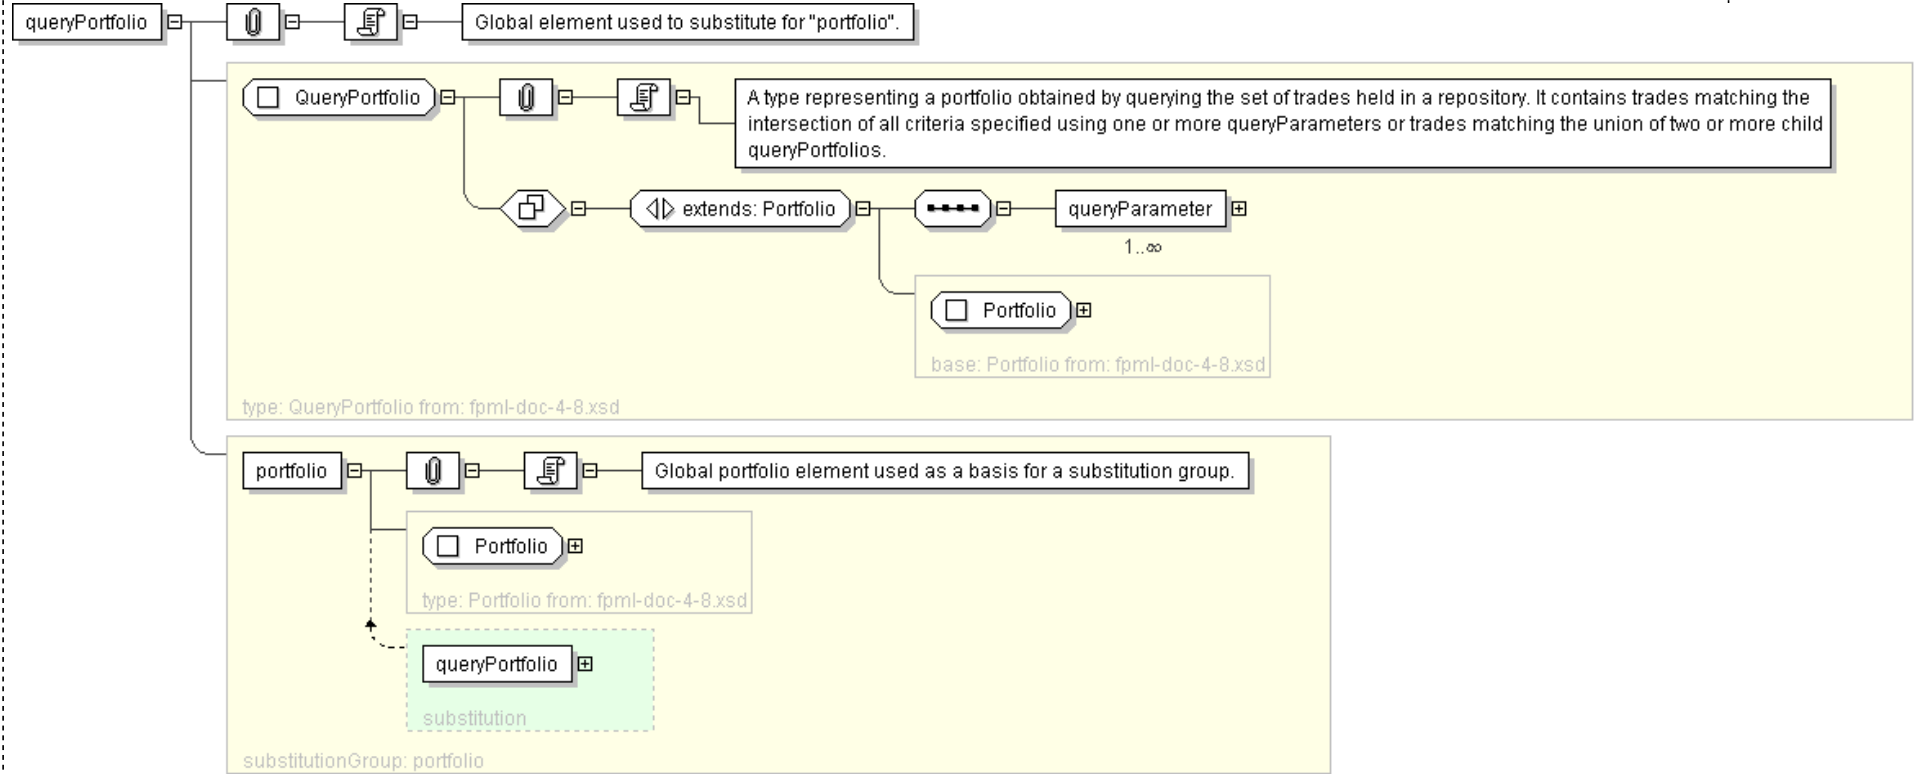 queryPortfolio
Global element used to substitute for "portfolio".
QueryPortfolio
A type representing a portfolio obtained by querying the set of trades held in a repository. It contains trades matching the
intersection of all criteria specified using one or more queryParameters or trades matching the union of two or more child
queryPortfolios.
extends: Portfolio
queryParameter
1..∞
Portfolio
base: Portfolio from: fpml-doc-4-8.xsd
type: QueryPortfolio from: fpml-doc-4-8.xsd
portfolio
Global portfolio element used as a basis for a substitution group.
Portfolio
type: Portfolio from: fpml-doc-4-8.xsd
queryPortfolio
substitution
substitutionGroup: portfolio